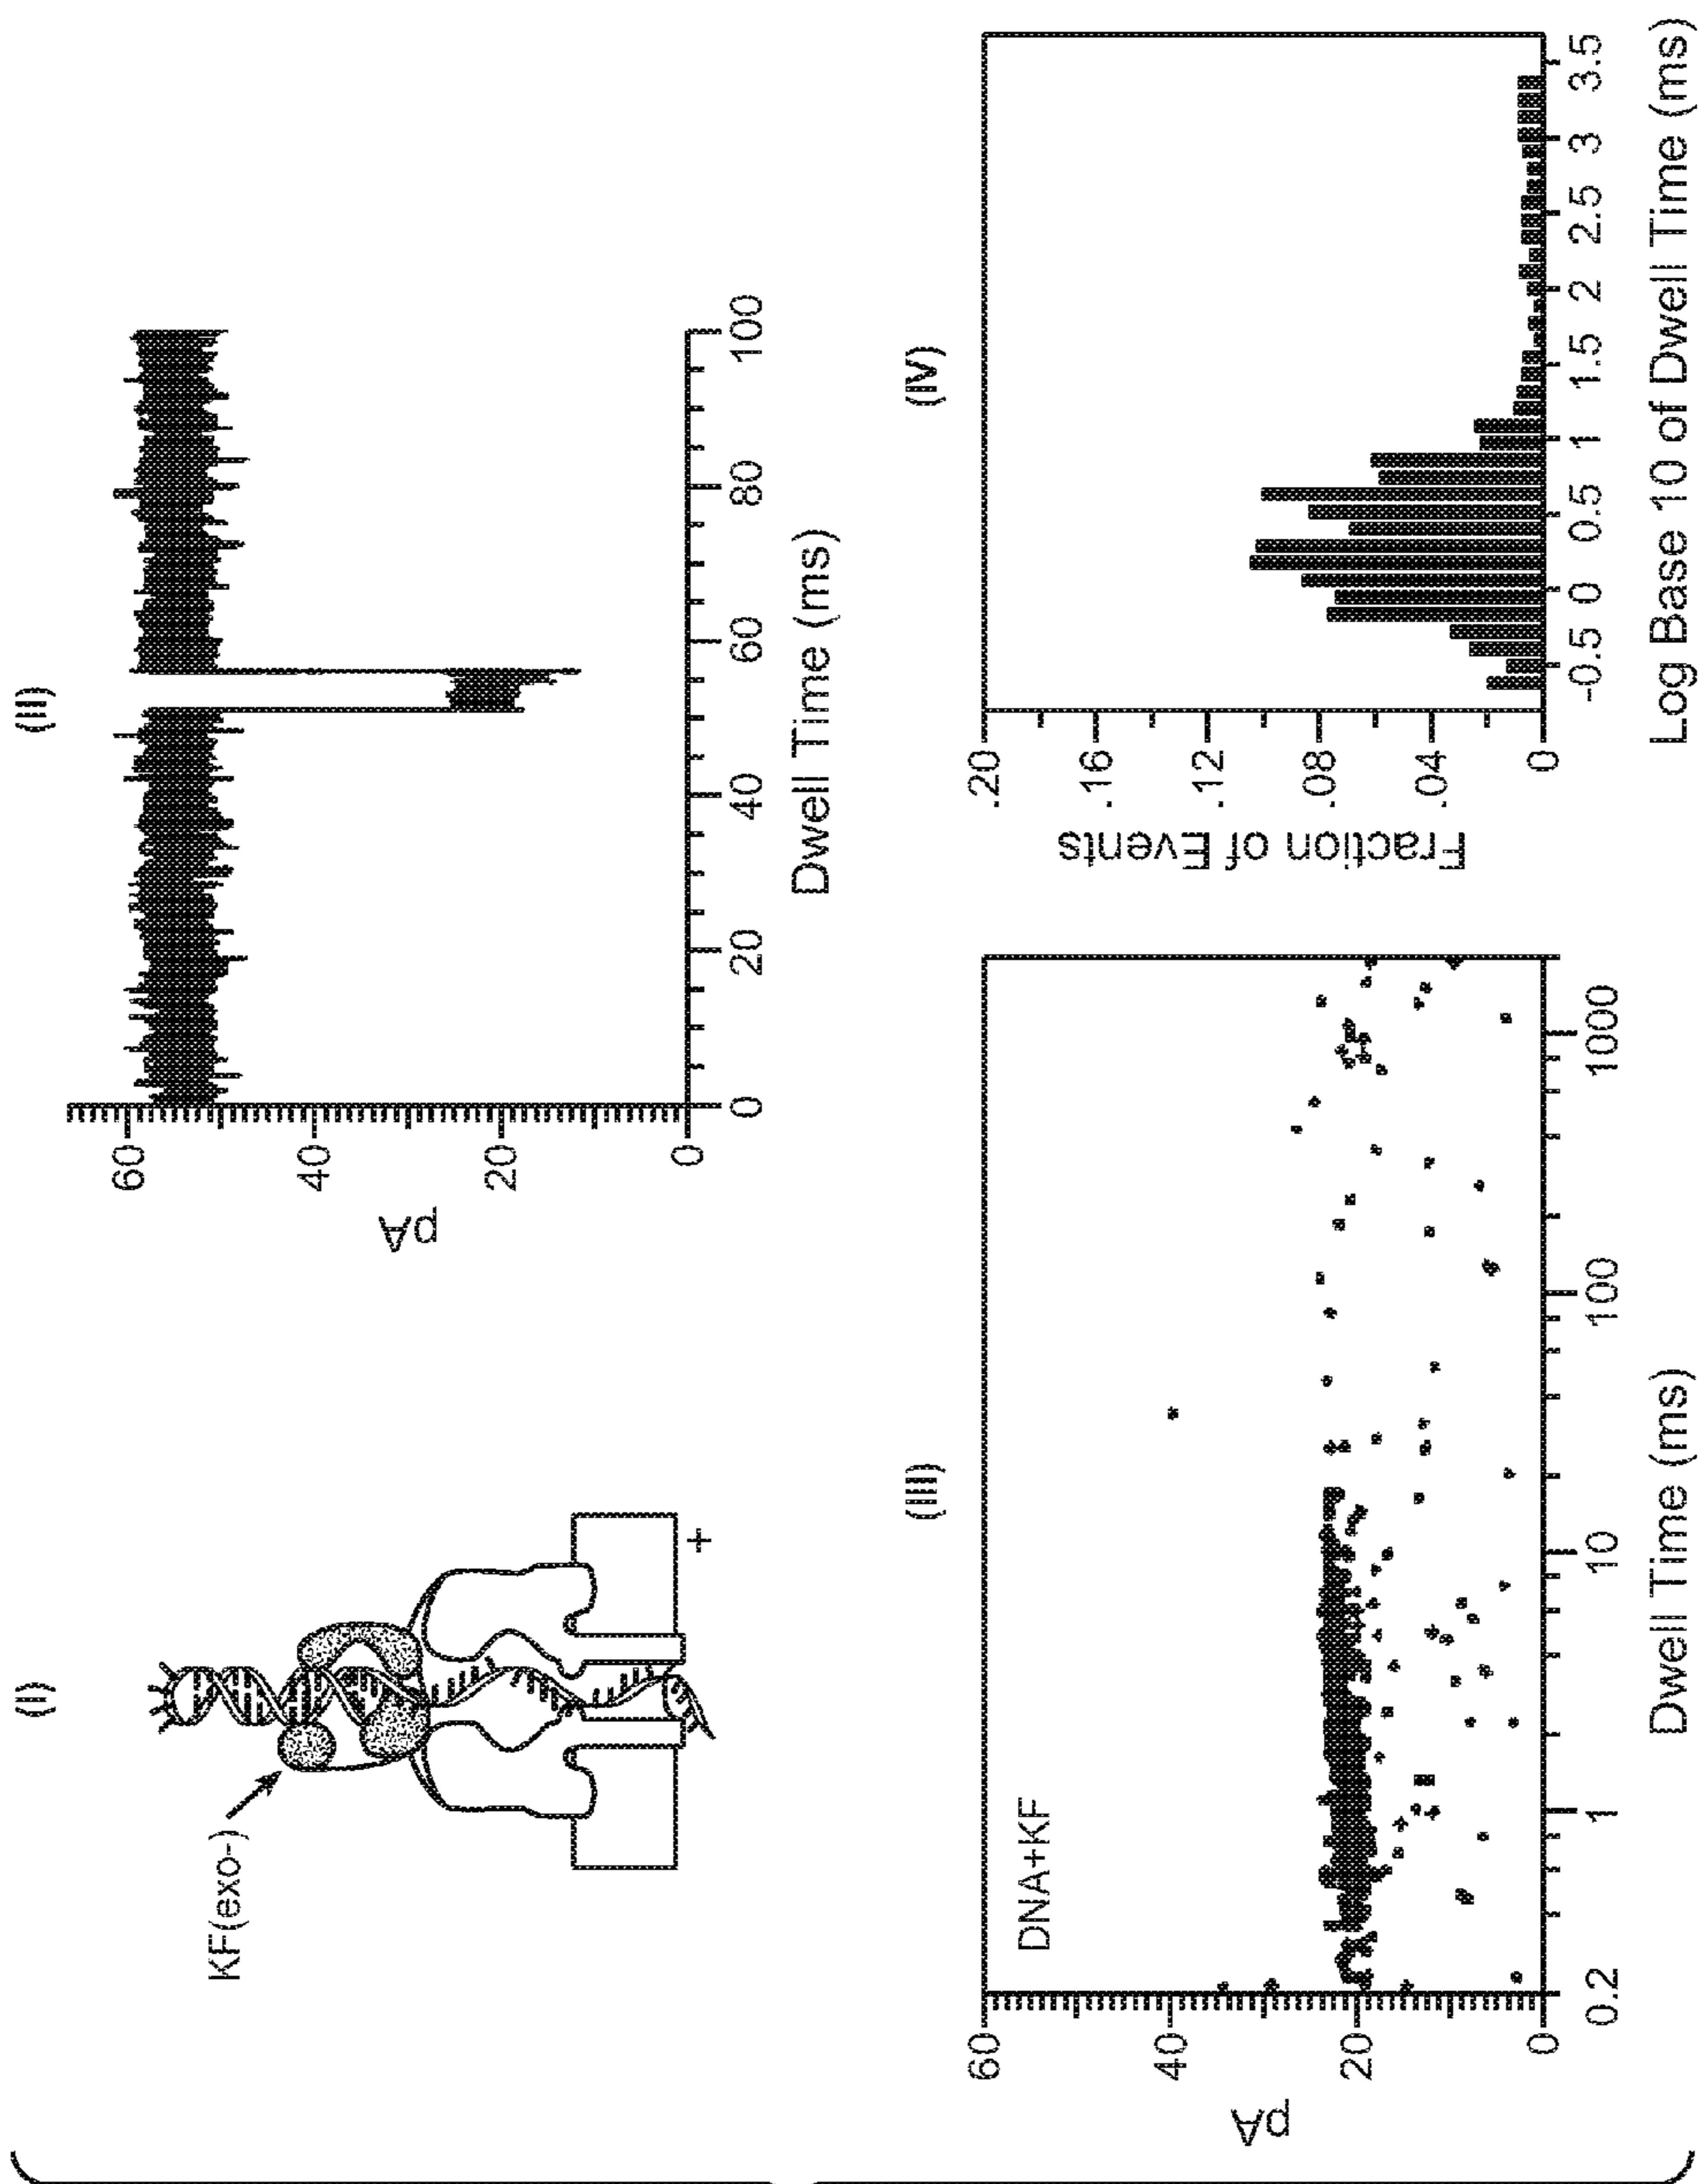 (I)
KF(exo-)
+
(II)
pA
60
40
20
0
0 20 40 60 80 100
Dwell Time (ms)
(III)
DNA+KF
pA
60
40
20
0
0.2 1 10 100 1000
Dwell Time (ms)
(IV)
Fraction of Events
.20
.16
.12
.08
.04
0
-0.5 0 0.5 1 1.5 2 2.5 3 3.5
Log Base 10 of Dwell Time (ms)